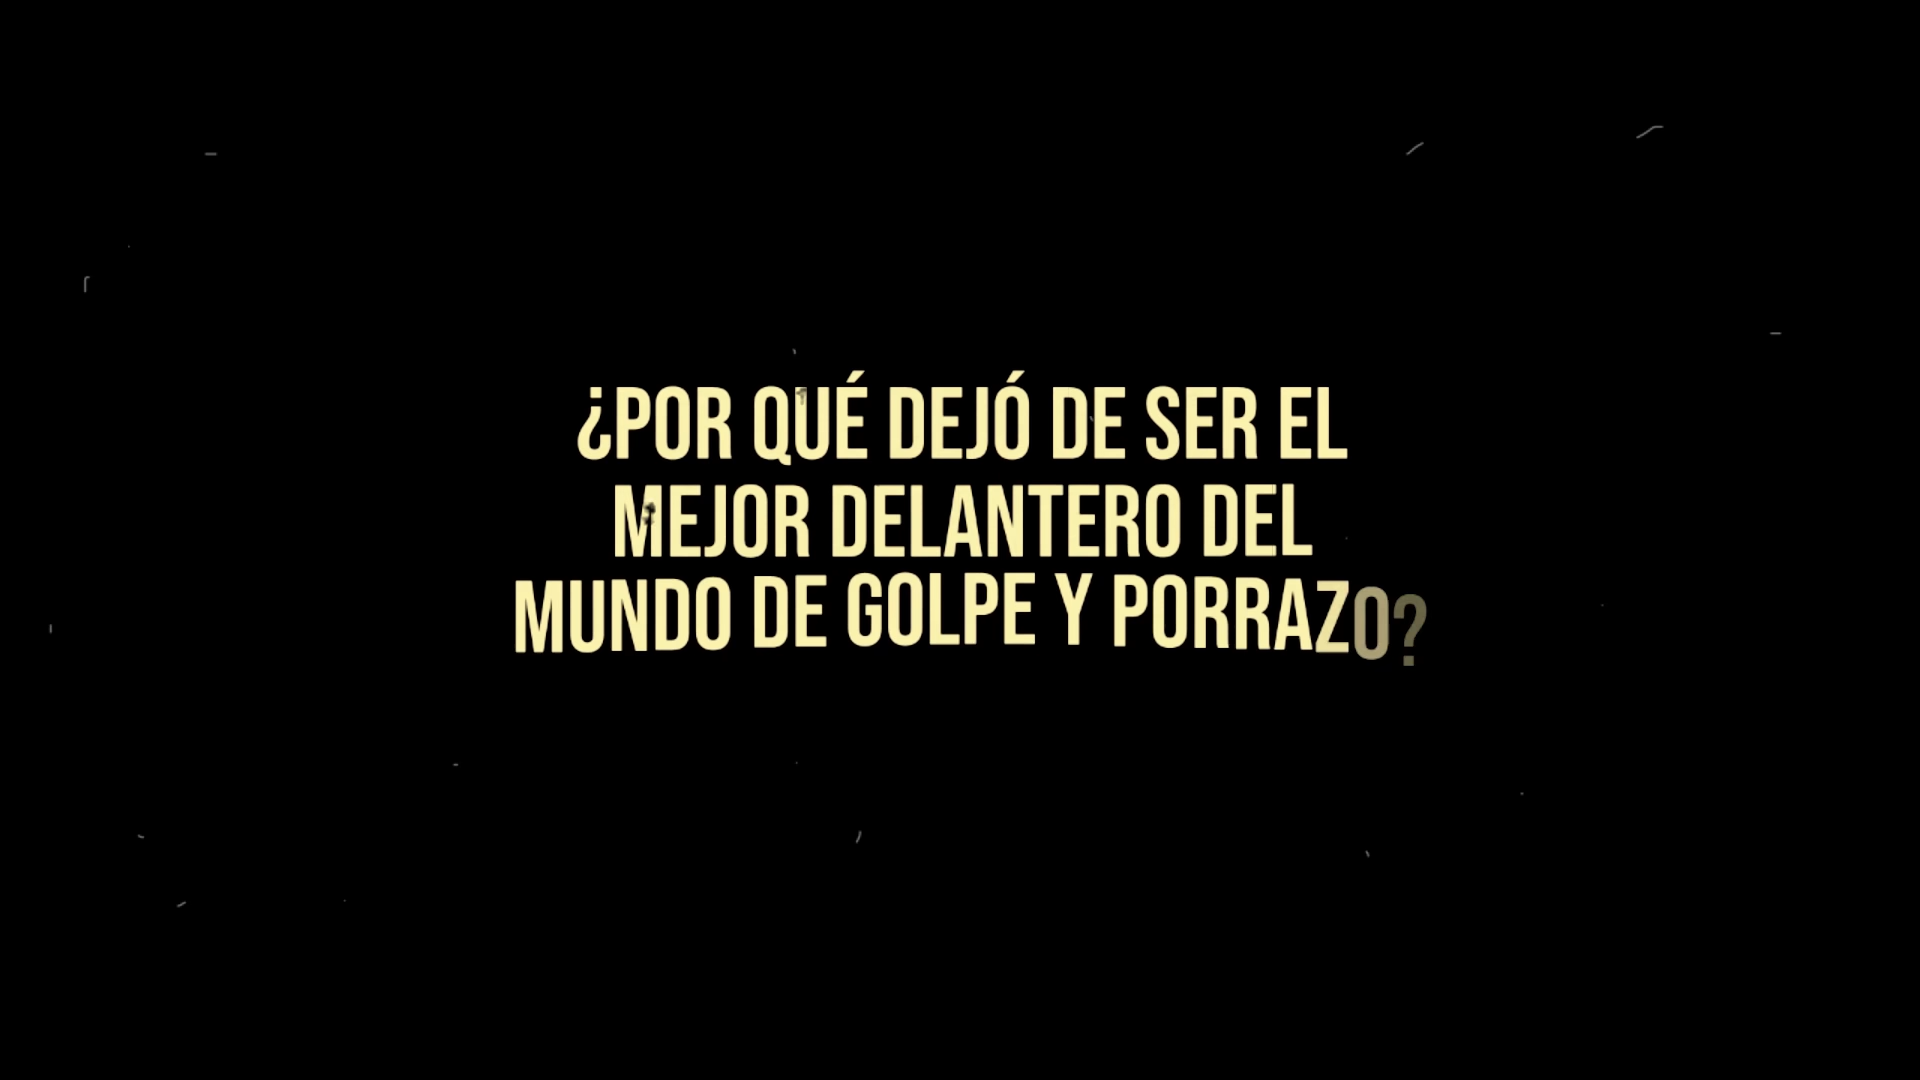 ¿POR QUÉ DEJÓ DE SER EL
MEJOR DELANTERO DEL
MUNDO DE GOLPE Y PORRAZO?